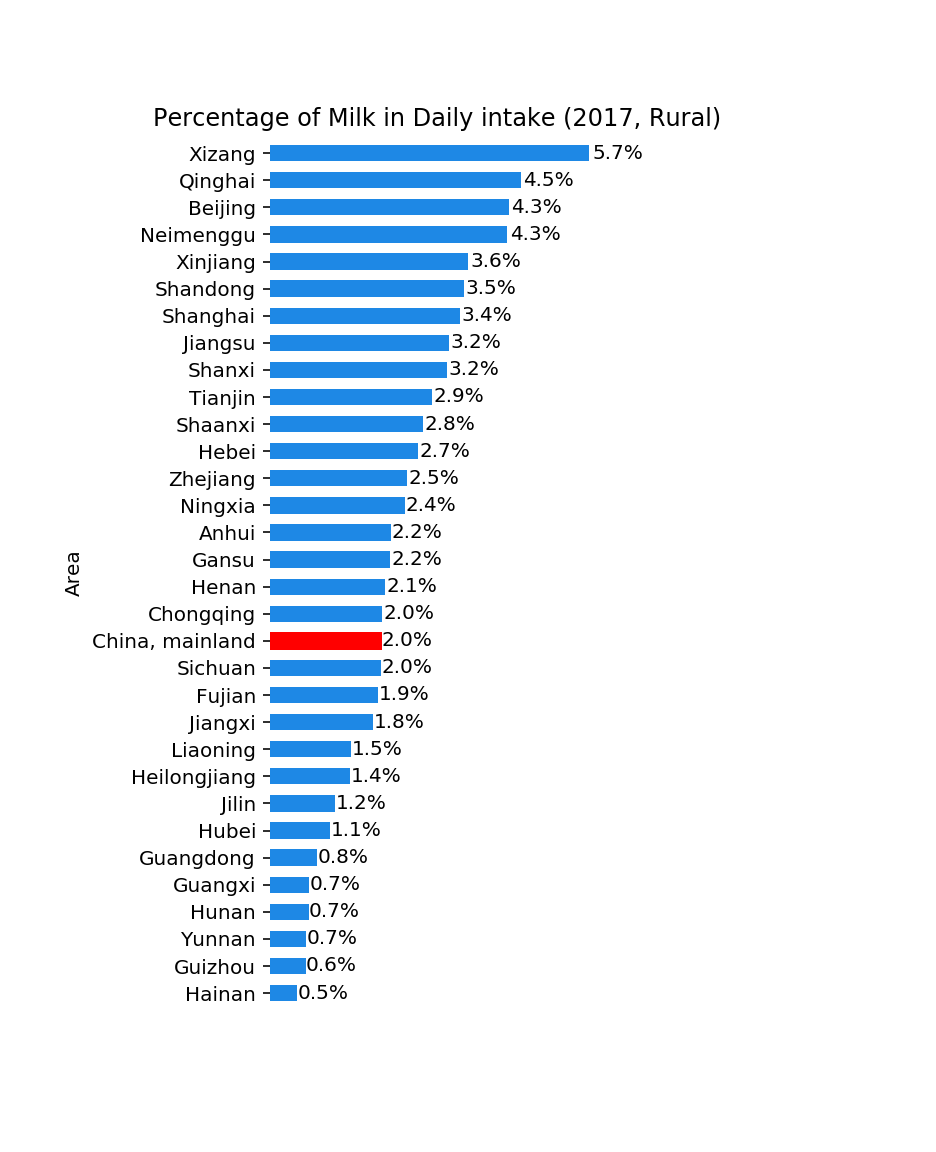 Percentage of Milk in Daily intake (2017, Rural)
Xizang 5.7%
Qinghai 4.5%
Beijing 4.3%
Neimenggu 4.3%
Xinjiang 3.6%
Shandong 3.5%
Shanghai 3.4%
Jiangsu 3.2%
Shanxi 3.2%
Tianjin 2.9%
Shaanxi 2.8%
Hebei 2.7%
Zhejiang 2.5%
Ningxia 2.4%
Anhui 2.2%
Gansu 2.2%
Henan 2.1%
Chongqing 2.0%
China, mainland 2.0%
Sichuan 2.0%
Fujian 1.9%
Jiangxi 1.8%
Liaoning 1.5%
Heilongjiang 1.4%
Jilin 1.2%
Hubei 1.1%
Guangdong 0.8%
Guangxi 0.7%
Hunan 0.7%
Yunnan 0.7%
Guizhou 0.6%
Hainan 0.5%
Area